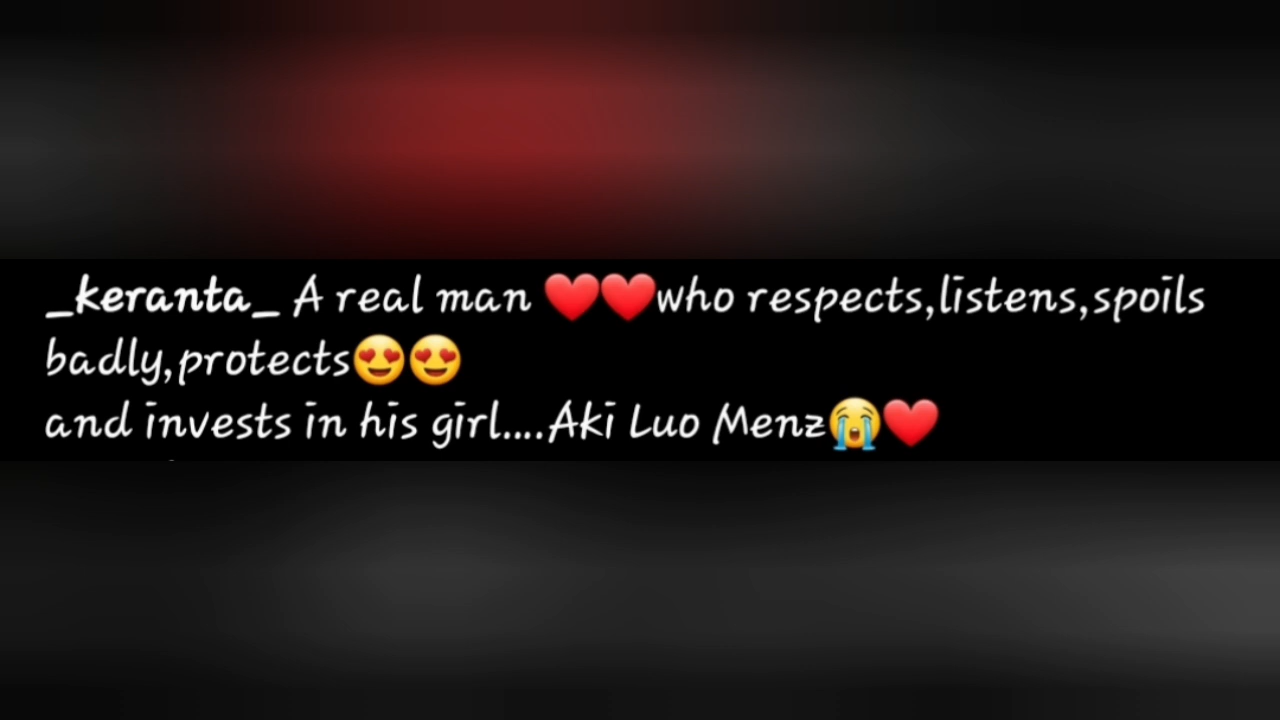 _keranta_ A real man ❤️❤️who respects,listens,spoils
badly,protects😍😍
and invests in his girl....Aki Luo Menz😭❤️